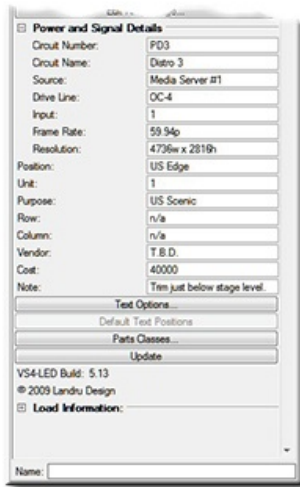 Power and Signal Details
Circuit Number: PD3
Circuit Name: Distro 3
Source: Media Server #1
Drive Line: OC-4
Input: 1
Frame Rate: 59.94p
Resolution: 4736w x 2816h
Position: US Edge
Unit: 1
Purpose: US Scenic
Row: n/a
Column: n/a
Vendor: T.B.D.
Cost: 40000
Note: Trim just below stage level.
Text Options...
Default Text Positions
Parts Classes...
Update
VS4-LED Build: 5.13
© 2009 Landru Design
Load Information:
Name: